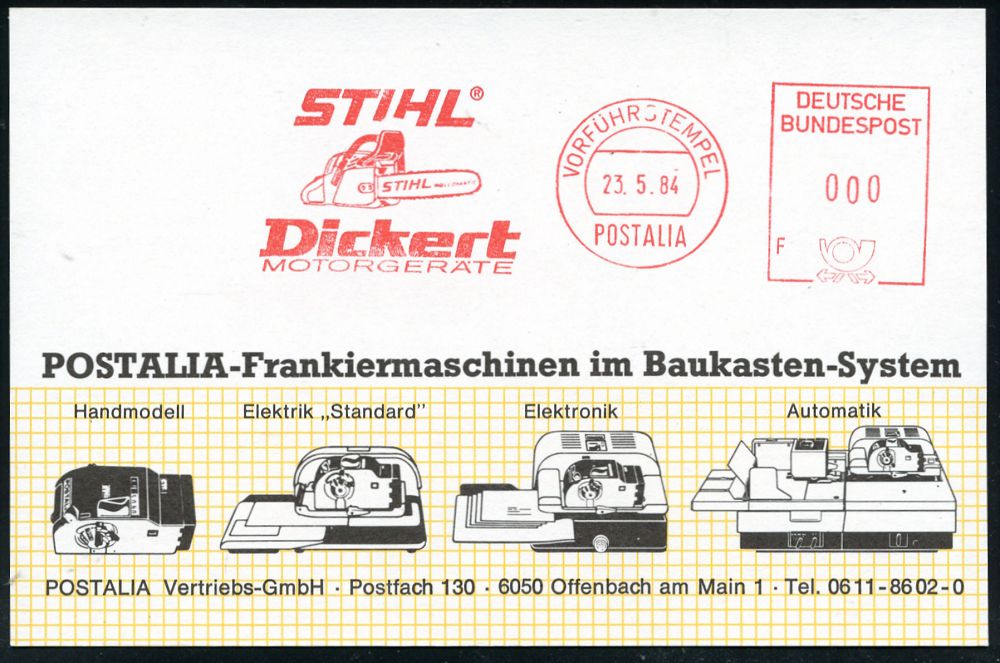 STIHL®
STIHL ROLLOMATIC
Dickert
MOTORGERÄTE
VORFÜHRSTEMPEL
23. 5. 84
POSTALIA
DEUTSCHE
BUNDESPOST
000
F
POSTALIA-Frankiermaschinen im Baukasten-System
Handmodell Elektrik „Standard" Elektronik Automatik
POSTALIA Vertriebs-GmbH · Postfach 130 · 6050 Offenbach am Main 1 · Tel. 0611-8602-0